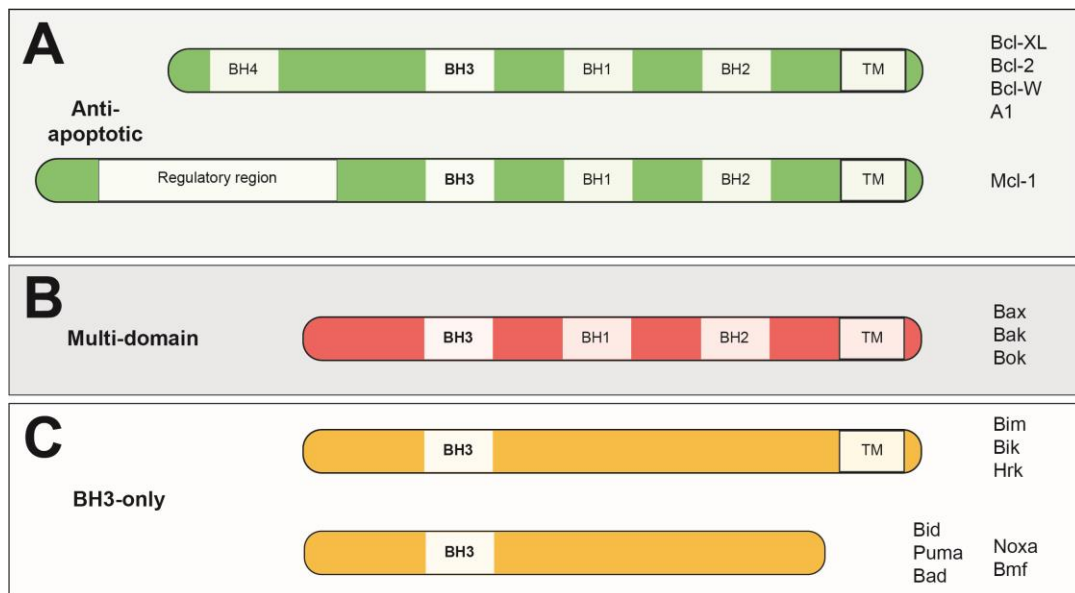 A
Anti-
apoptotic
BH4 BH3 BH1 BH2 TM
Bcl-XL
Bcl-2
Bcl-W
A1
Regulatory region BH3 BH1 BH2 TM
Mcl-1
B
Multi-domain
BH3 BH1 BH2 TM
Bax
Bak
Bok
C
BH3-only
BH3 TM
Bim
Bik
Hrk
BH3
Bid
Puma
Bad
Noxa
Bmf